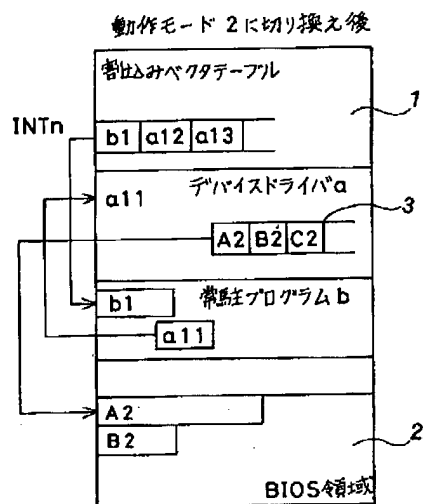 動作モード2に切り換え後
割込みベクタテーブル
1
INTn
b1 a12 a13
a11 デバイスドライバa
3
A2 B2 C2
b1 常駐プログラムb
a11
A2
B2
2
BIOS領域